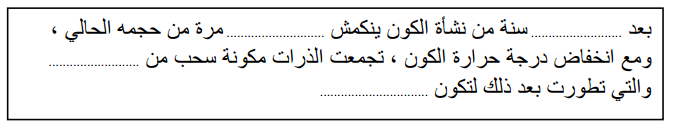 بعد .......................... سنة من نشأة الكون ينكمش ............................ مرة من حجمه الحالي ،
ومع انخفاض درجة حرارة الكون ، تجمعت الذرات مكونة سحب من ..........................
والتي تطورت بعد ذلك لتكون ...............................